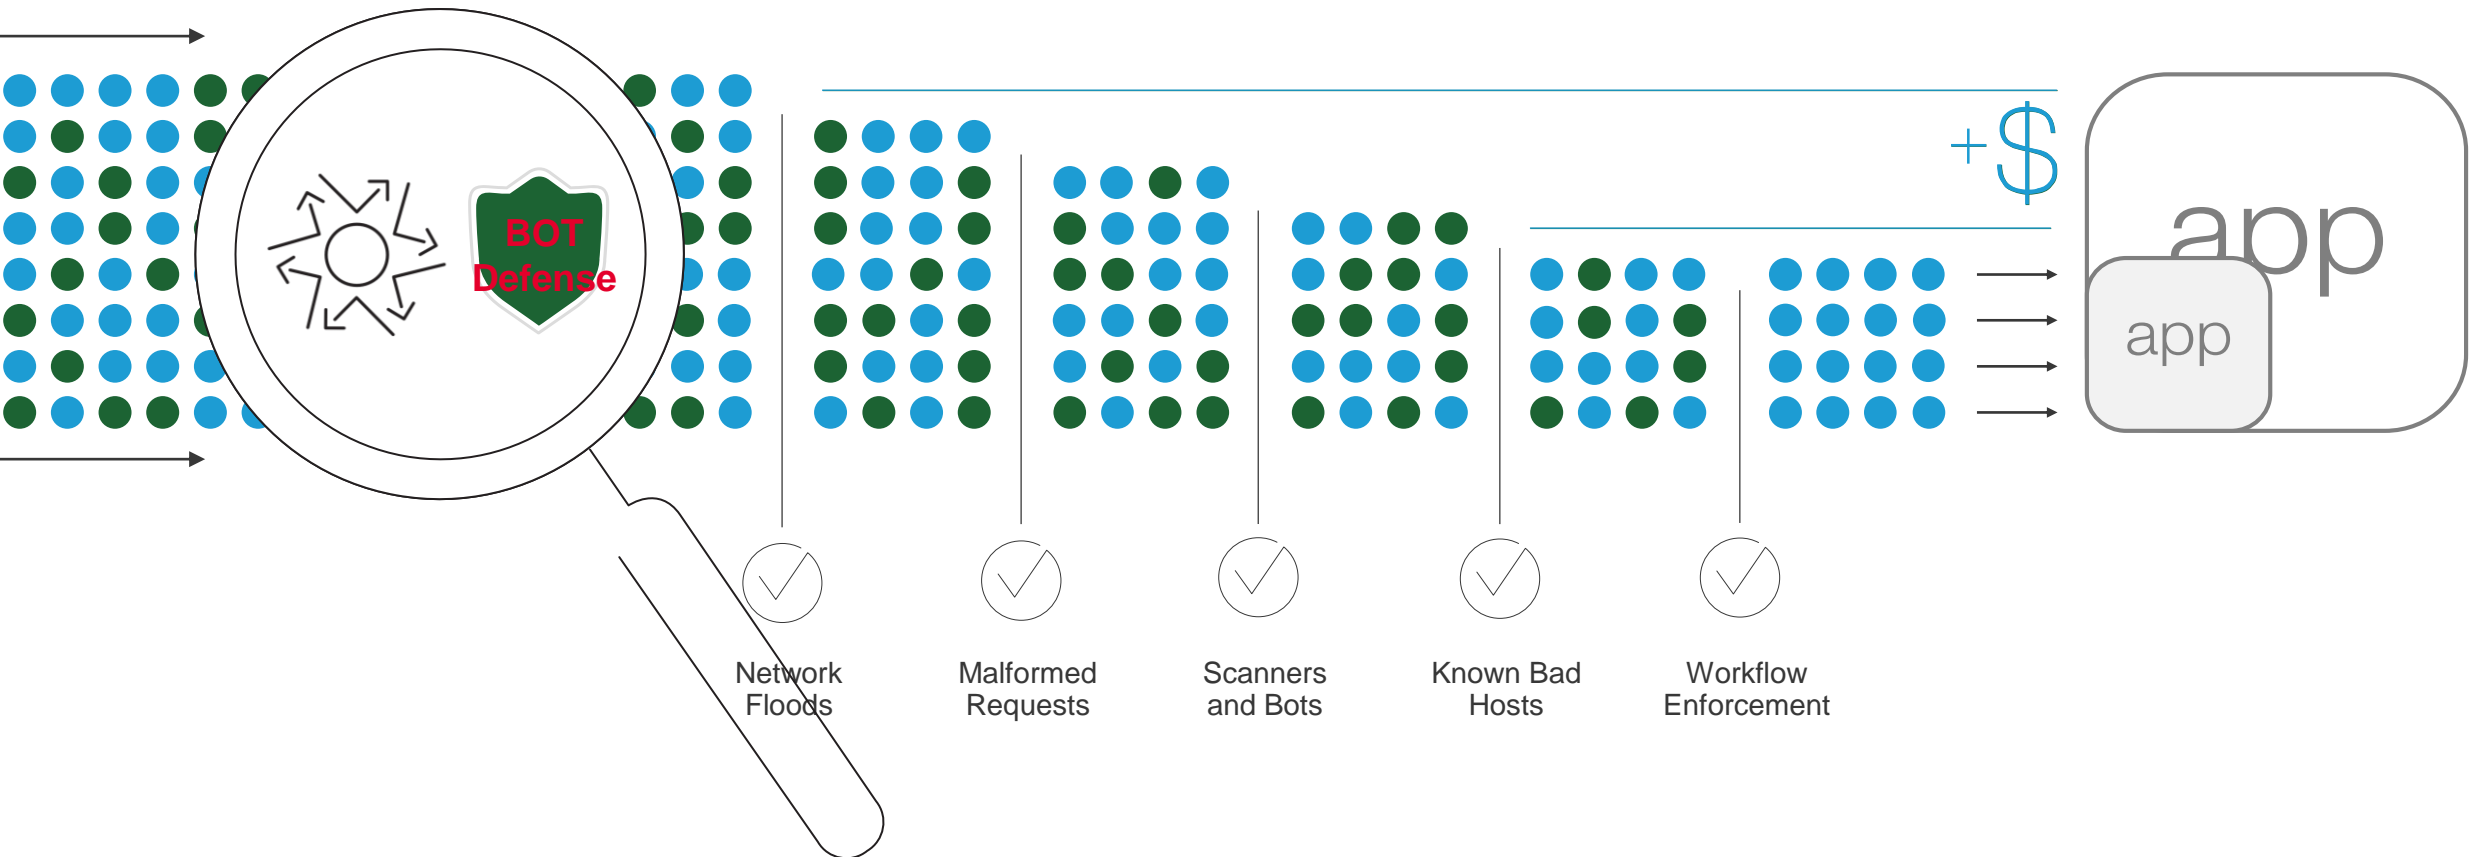 BOT
Defense
+$
app
app
Network
Floods
Malformed
Requests
Scanners
and Bots
Known Bad
Hosts
Workflow
Enforcement